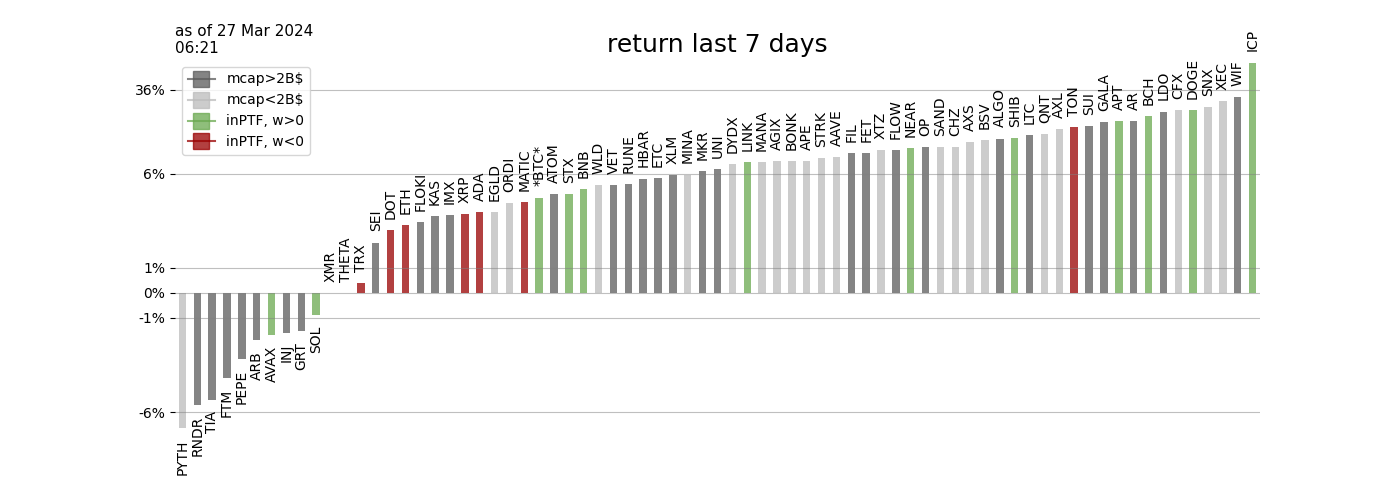 as of 27 Mar 2024
06:21
return last 7 days
mcap>2B$
mcap<2B$
inPTF, w>0
inPTF, w<0
36%
6%
1%
0%
-1%
-6%
PYTH
RNDR
TIA
FTM
PEPE
ARB
AVAX
INJ
GRT
SOL
XMR
THETA
TRX
SEI
DOT
ETH
FLOKI
KAS
IMX
XRP
ADA
EGLD
ORDI
MATIC
*BTC*
ATOM
STX
BNB
WLD
VET
RUNE
HBAR
ETC
XLM
MINA
MKR
UNI
DYDX
LINK
MANA
AGIX
BONK
APE
STRK
AAVE
FIL
FET
XTZ
FLOW
NEAR
OP
SAND
CHZ
AXS
BSV
ALGO
SHIB
LTC
QNT
AXL
TON
SUI
GALA
APT
AR
BCH
LDO
CFX
DOGE
SNX
XEC
WIF
ICP